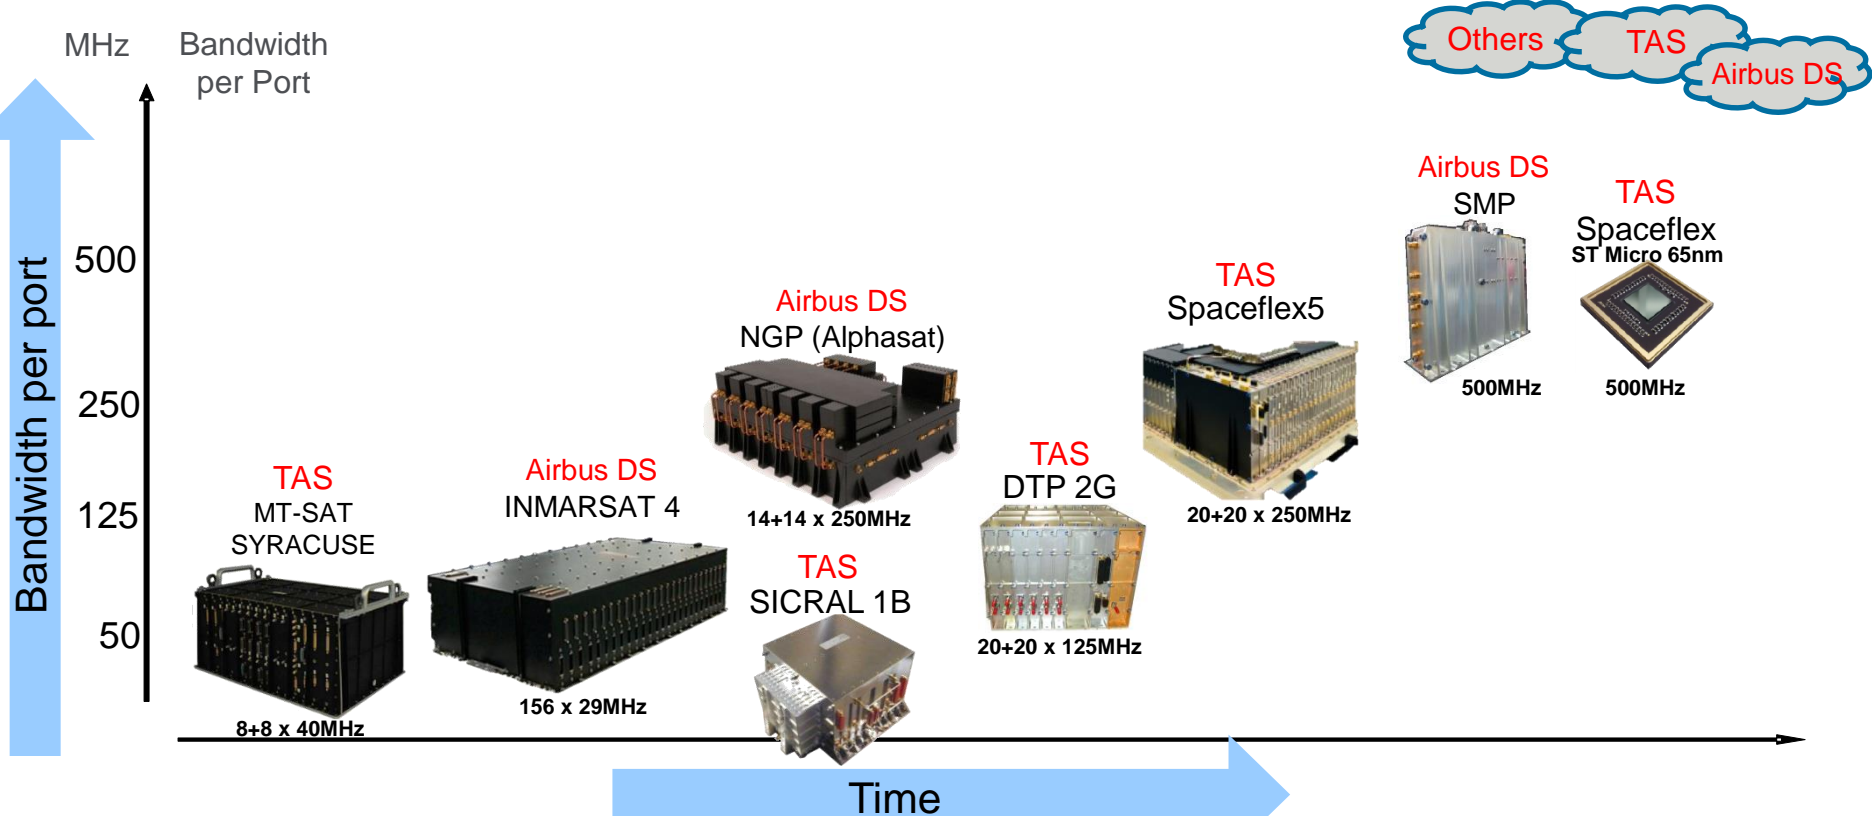 MHz
Bandwidth
per Port
Others
TAS
Airbus DS
Bandwidth per port
500
250
125
50
TAS
MT-SAT
SYRACUSE
8+8 x 40MHz
Airbus DS
INMARSAT 4
156 x 29MHz
Airbus DS
NGP (Alphasat)
14+14 x 250MHz
TAS
SICRAL 1B
TAS
DTP 2G
20+20 x 125MHz
TAS
Spaceflex5
20+20 x 250MHz
Airbus DS
SMP
500MHz
TAS
Spaceflex
ST Micro 65nm
500MHz
Time